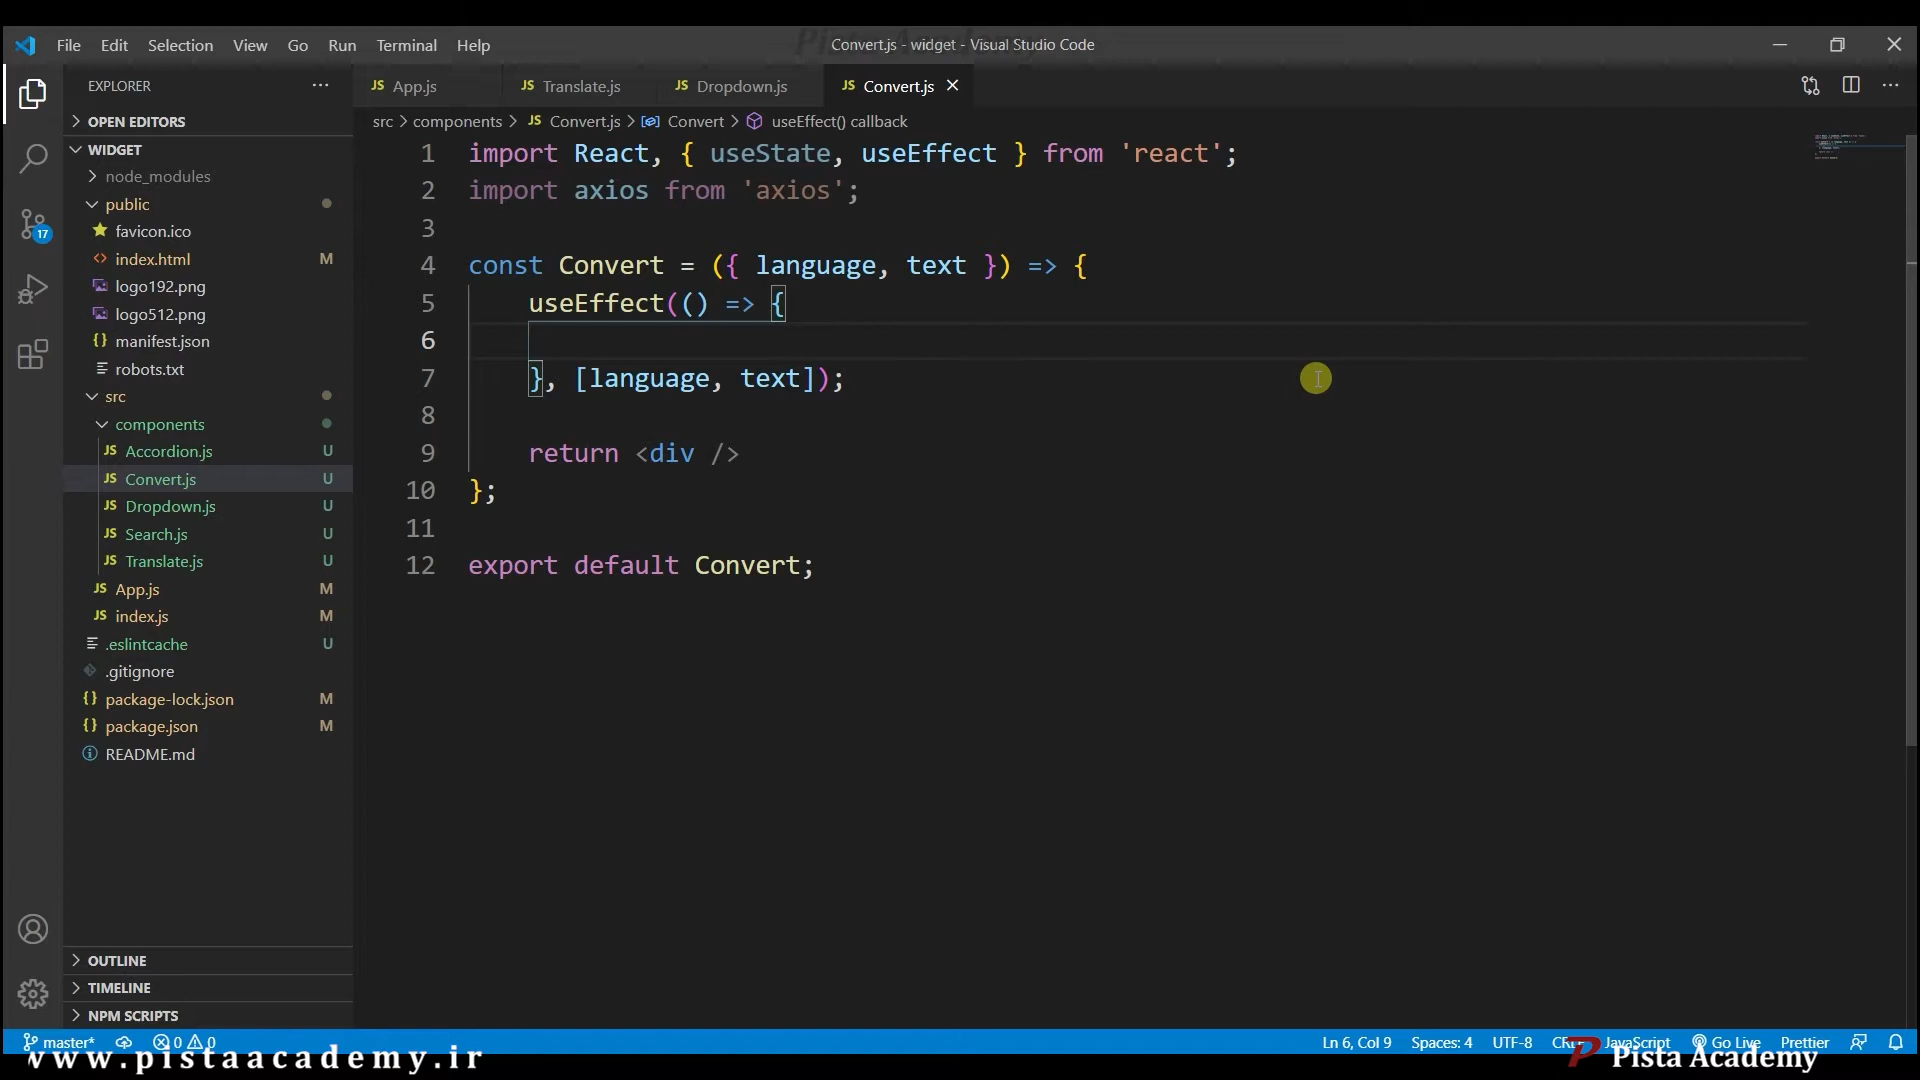 File Edit Selection View Go Run Terminal Help
Convert.js - widget - Visual Studio Code
EXPLORER
App.js
Translate.js
Dropdown.js
Convert.js
src > components > JS Convert.js > Convert > useEffect() callback
OPEN EDITORS
WIDGET
node_modules
public
favicon.ico
index.html M
logo192.png
logo512.png
manifest.json
robots.txt
src
components
JS Accordion.js U
JS Convert.js U
JS Dropdown.js U
JS Search.js U
JS Translate.js U
JS App.js M
JS index.js M
.eslintcache U
.gitignore
package-lock.json M
package.json M
README.md
OUTLINE
TIMELINE
NPM SCRIPTS
1 import React, { useState, useEffect } from 'react';
2 import axios from 'axios';
3
4 const Convert = ({ language, text }) => {
5 useEffect(() => {
6
7 }, [language, text]);
8
9 return <div />
10 };
11
12 export default Convert;
17
master* 0 0
Ln 6, Col 9 Spaces: 4 UTF-8 JavaScript Go Live Prettier
www.pistaacademy.ir
Pista Academy